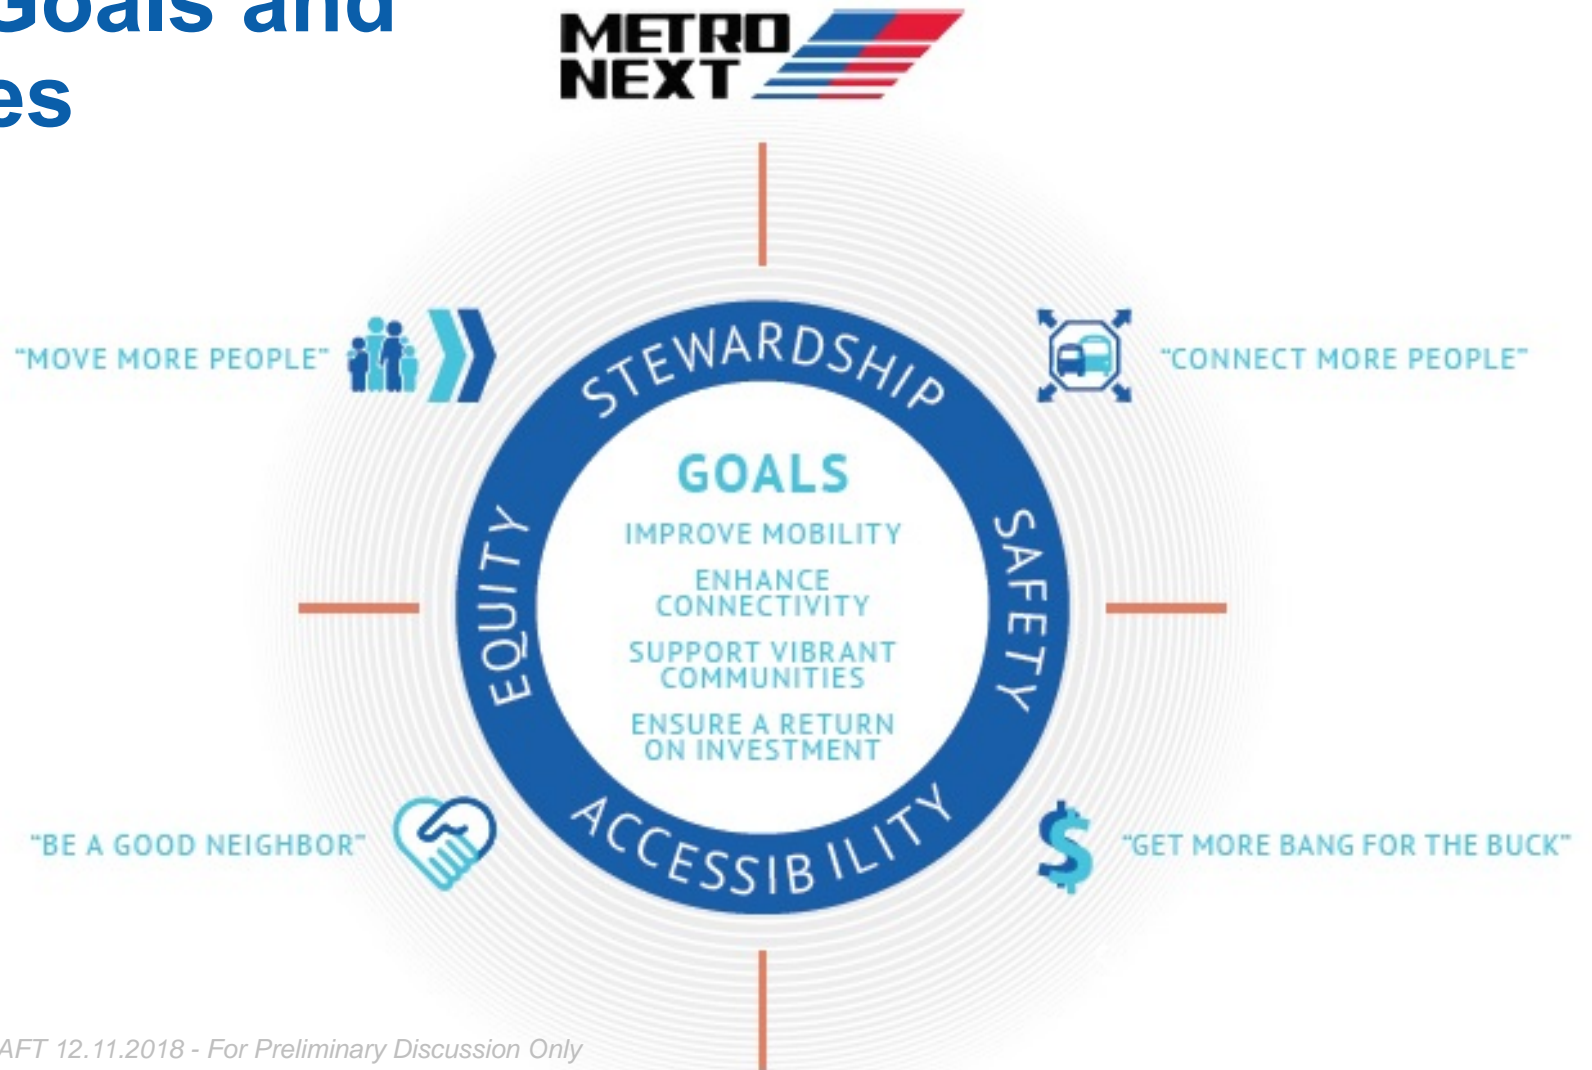 Goals and
es
METRO
NEXT
“MOVE MORE PEOPLE”
“CONNECT MORE PEOPLE”
STEWARDSHIP
EQUITY
SAFETY
GOALS
IMPROVE MOBILITY
ENHANCE
CONNECTIVITY
SUPPORT VIBRANT
COMMUNITIES
ENSURE A RETURN
ON INVESTMENT
ACCESSIBILITY
“BE A GOOD NEIGHBOR”
“GET MORE BANG FOR THE BUCK”
AFT 12.11.2018 - For Preliminary Discussion Only